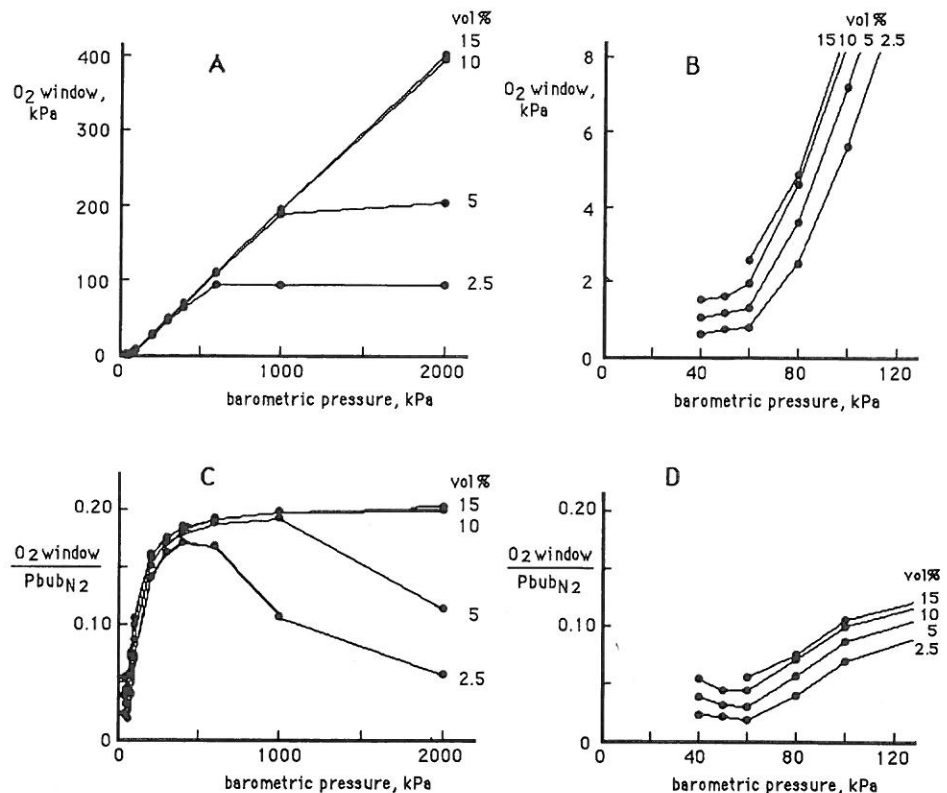 A
vol%
15
10
400
O2 window,
kPa
300
200
5
100
2.5
0
0 1000 2000
barometric pressure, kPa
B
vol%
15 10 5 2.5
8
O2 window,
kPa
6
4
2
0
0 40 80 120
barometric pressure, kPa
C
vol%
15
10
0.20
O2 window
PbubN2
0.10
5
2.5
0
0 1000 2000
barometric pressure, kPa
D
0.20
O2 window
PbubN2
vol%
15
10
5
2.5
0.10
0
0 40 80 120
barometric pressure, kPa